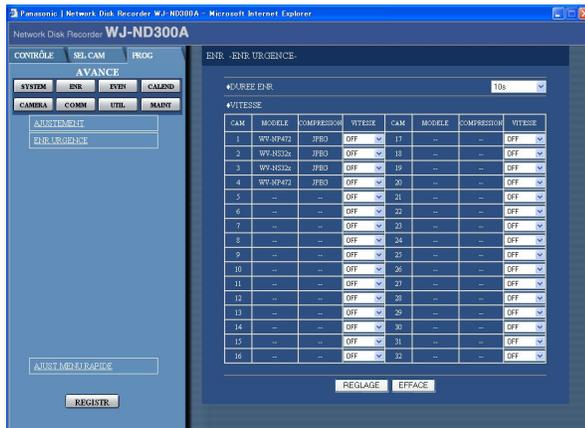 Panasonic | Network Disk Recorder WJ-ND300A - Microsoft Internet Explorer
Network Disk Recorder WJ-ND300A
CONTRÔLE SEL CAM PROG
AVANCE
SYSTEM ENR EVEN CALEND
CAMERA COMM UTIL MAINT
AJUSTEMENT
ENR URGENCE
AJUST MENU RAPIDE
REGISTR
ENR -ENR URGENCE-
♦DUREE ENR 10s
♦VITESSE
CAM MODELE COMPRESSION VITESSE CAM MODELE COMPRESSION VITESSE
1 WV-NP472 JPEG OFF 17 -- -- OFF
2 WV-NS32x JPEG OFF 18 -- -- OFF
3 WV-NS32x JPEG OFF 19 -- -- OFF
4 WV-NP472 JPEG OFF 20 -- -- OFF
5 -- -- OFF 21 -- -- OFF
6 -- -- OFF 22 -- -- OFF
7 -- -- OFF 23 -- -- OFF
8 -- -- OFF 24 -- -- OFF
9 -- -- OFF 25 -- -- OFF
10 -- -- OFF 26 -- -- OFF
11 -- -- OFF 27 -- -- OFF
12 -- -- OFF 28 -- -- OFF
13 -- -- OFF 29 -- -- OFF
14 -- -- OFF 30 -- -- OFF
15 -- -- OFF 31 -- -- OFF
16 -- -- OFF 32 -- -- OFF
REGLAGE EFFACE